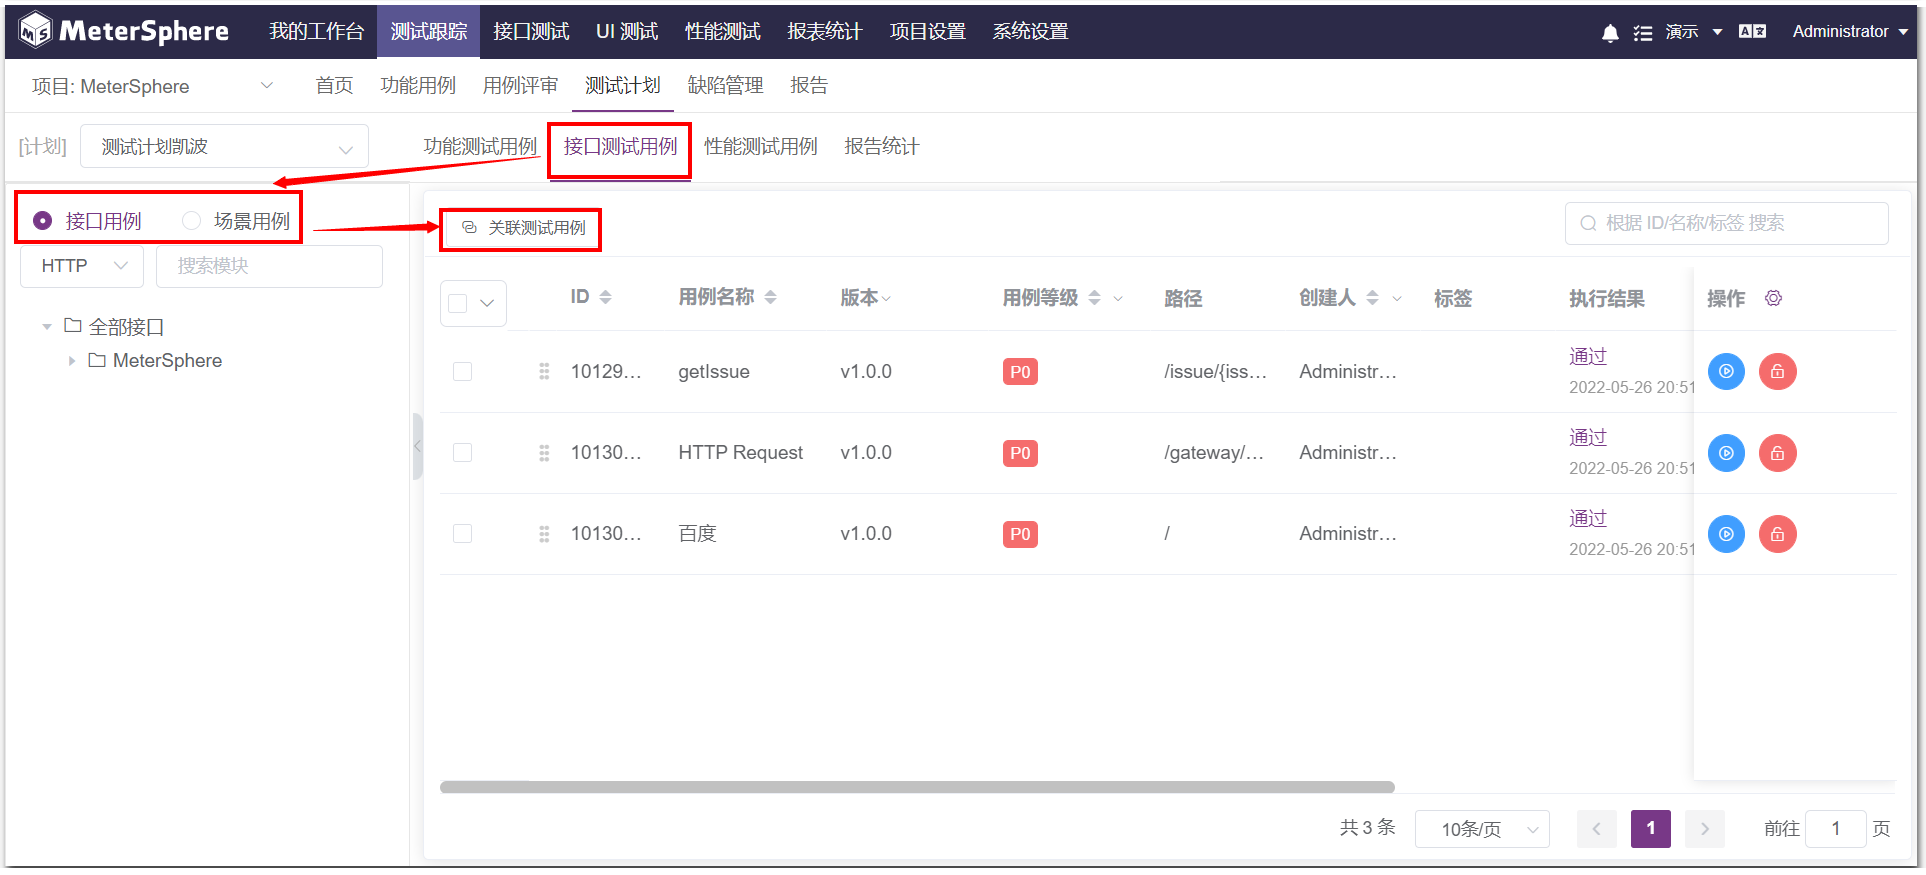 MeterSphere 我的工作台 测试跟踪 接口测试 UI 测试 性能测试 报表统计 项目设置 系统设置 演示 Administrator
项目: MeterSphere 首页 功能用例 用例评审 测试计划 缺陷管理 报告
[计划] 测试计划凯波 功能测试用例 接口测试用例 性能测试用例 报告统计
接口用例 场景用例
关联测试用例 根据 ID/名称/标签 搜索
HTTP 搜索模块
全部接口
MeterSphere
ID 用例名称 版本 用例等级 路径 创建人 标签 执行结果 操作
10129... getIssue v1.0.0 P0 /issue/{iss... Administr... 通过
2022-05-26 20:51
10130... HTTP Request v1.0.0 P0 /gateway/... Administr... 通过
2022-05-26 20:51
10130... 百度 v1.0.0 P0 / Administr... 通过
2022-05-26 20:51
共 3 条 10条/页 1 前往 1 页